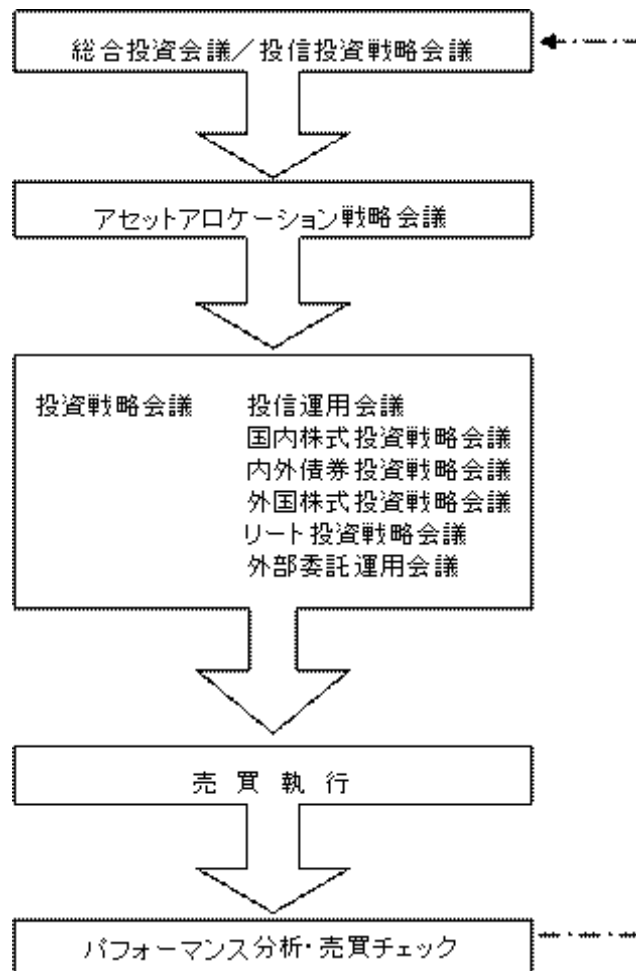 総合投資会議／投信投資戦略会議
アセットアロケーション戦略会議
投資戦略会議 投信運用会議
国内株式投資戦略会議
内外債券投資戦略会議
外国株式投資戦略会議
リート投資戦略会議
外部委託運用会議
売買執行
パフォーマンス分析・売買チェック